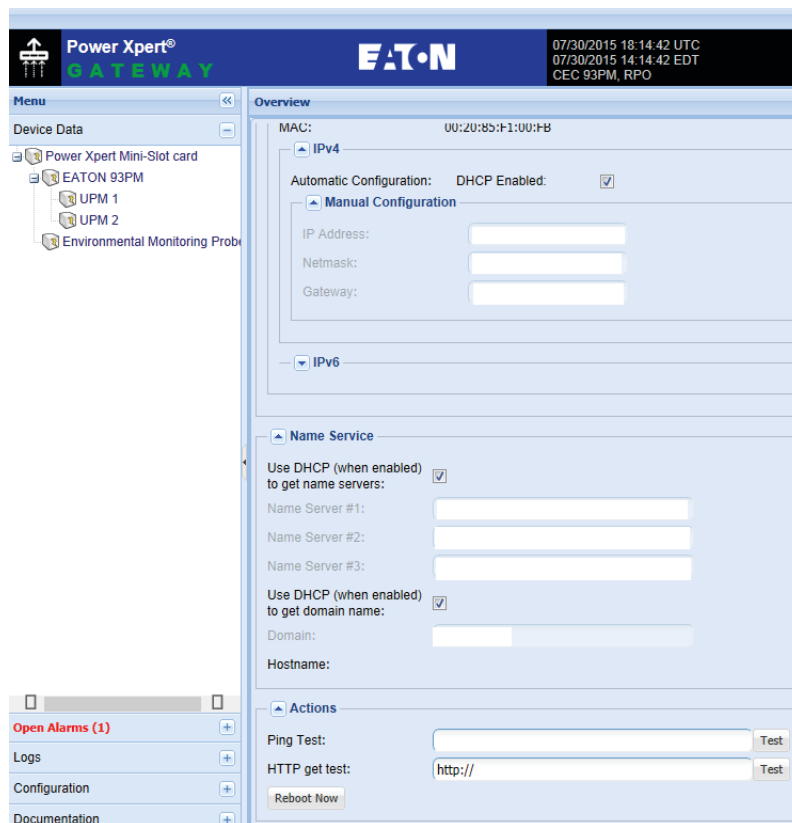 Power Xpert®
GATEWAY
EATON
07/30/2015 18:14:42 UTC
07/30/2015 14:14:42 EDT
CEC 93PM, RPO
Menu
Device Data
Power Xpert Mini-Slot card
EATON 93PM
UPM 1
UPM 2
Environmental Monitoring Probe
Open Alarms (1)
Logs
Configuration
Documentation
Overview
MAC: 00:20:85:F1:00:FB
IPv4
Automatic Configuration: DHCP Enabled:
Manual Configuration
IP Address:
Netmask:
Gateway:
IPv6
Name Service
Use DHCP (when enabled)
to get name servers:
Name Server #1:
Name Server #2:
Name Server #3:
Use DHCP (when enabled)
to get domain name:
Domain:
Hostname:
Actions
Ping Test: Test
HTTP get test: http:// Test
Reboot Now